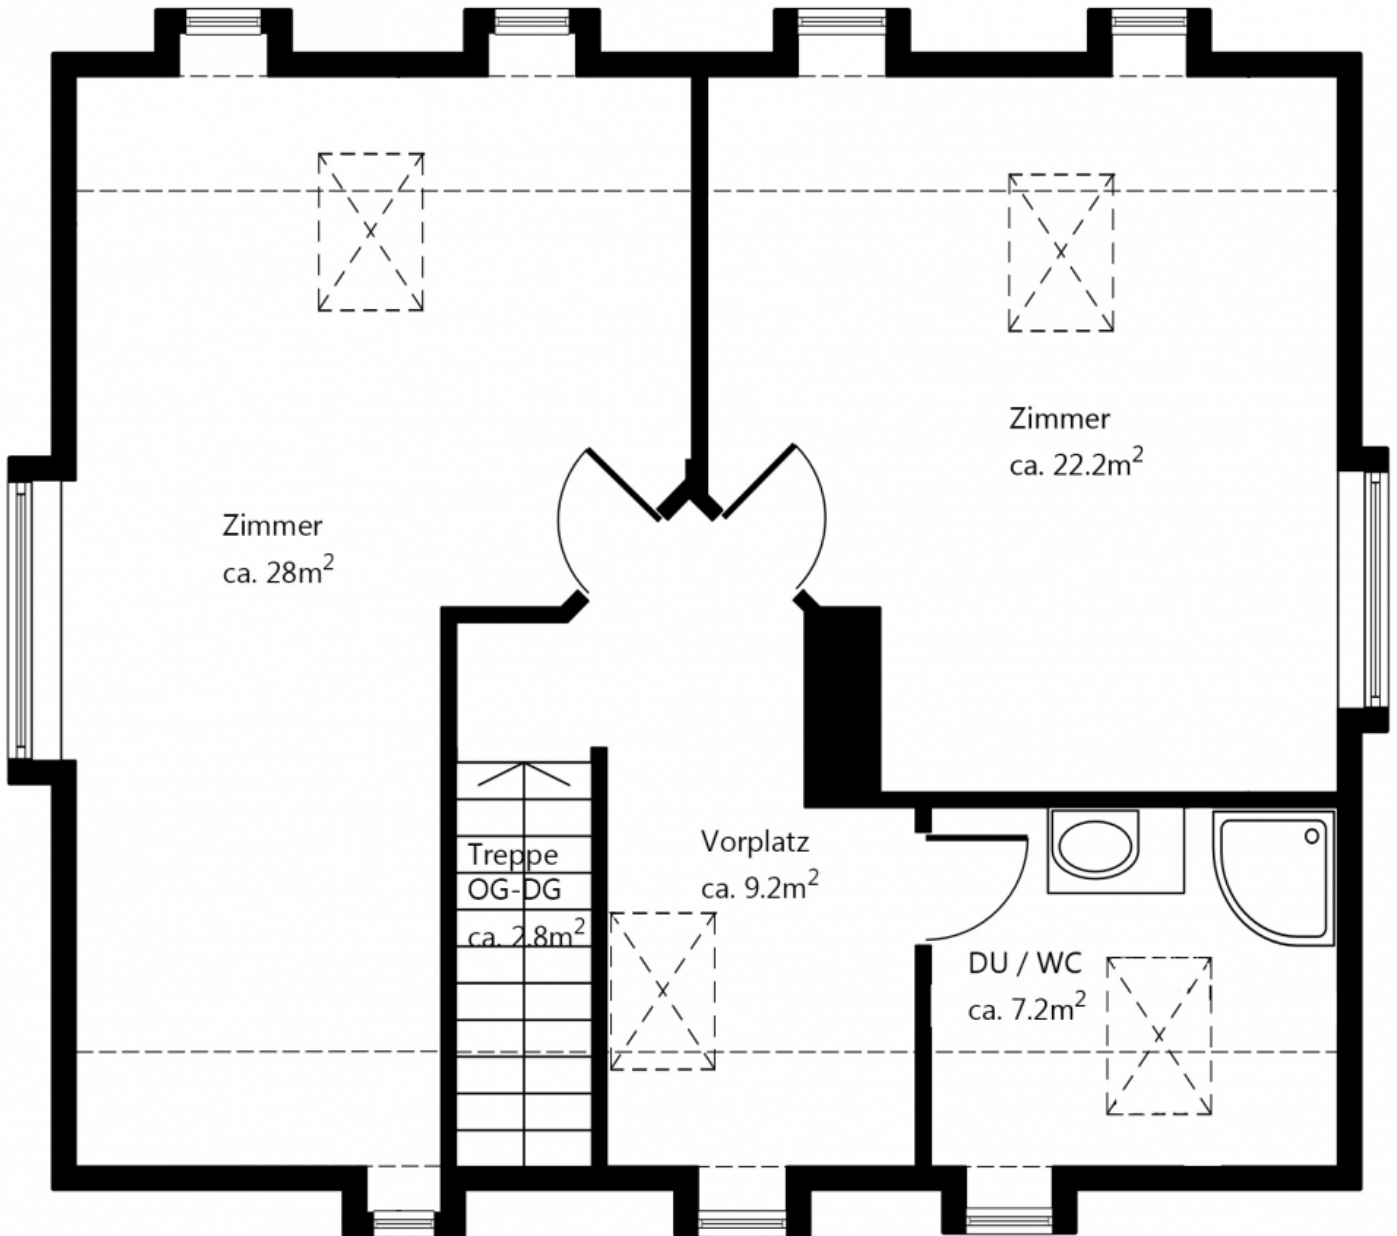 Zimmer
ca. 22.2m²
Zimmer
ca. 28m²
Vorplatz
ca. 9.2m²
Treppe
OG-DG
ca. 2.8m²
DU / WC
ca. 7.2m²